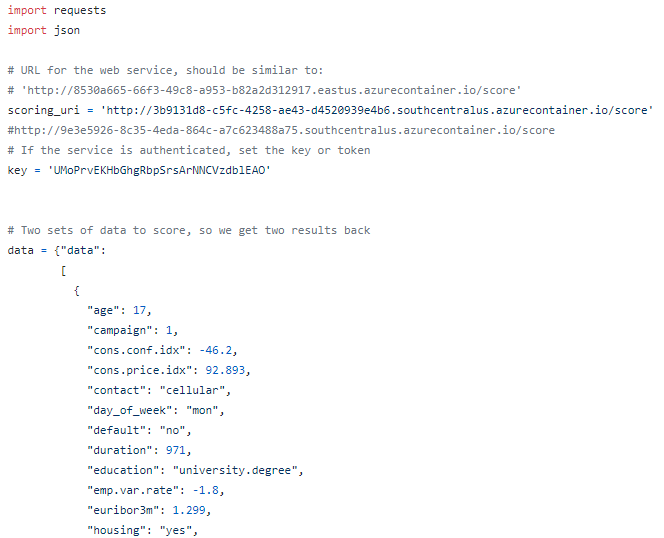 import requests
import json
# URL for the web service, should be similar to:
# 'http://8530a665-66f3-49c8-a953-b82a2d312917.eastus.azurecontainer.io/score'
scoring_uri = 'http://3b9131d8-c5fc-4258-ae43-d4520939e4b6.southcentralus.azurecontainer.io/score'
#http://9e3e5926-8c35-4eda-864c-a7c623488a75.southcentralus.azurecontainer.io/score
# If the service is authenticated, set the key or token
key = 'UMoPrvEKHbGhgRbpSrsArNNCVzdblEAO'
# Two sets of data to score, so we get two results back
data = {"data":
[
{
"age": 17,
"campaign": 1,
"cons.conf.idx": -46.2,
"cons.price.idx": 92.893,
"contact": "cellular",
"day_of_week": "mon",
"default": "no",
"duration": 971,
"education": "university.degree",
"emp.var.rate": -1.8,
"euribor3m": 1.299,
"housing": "yes",